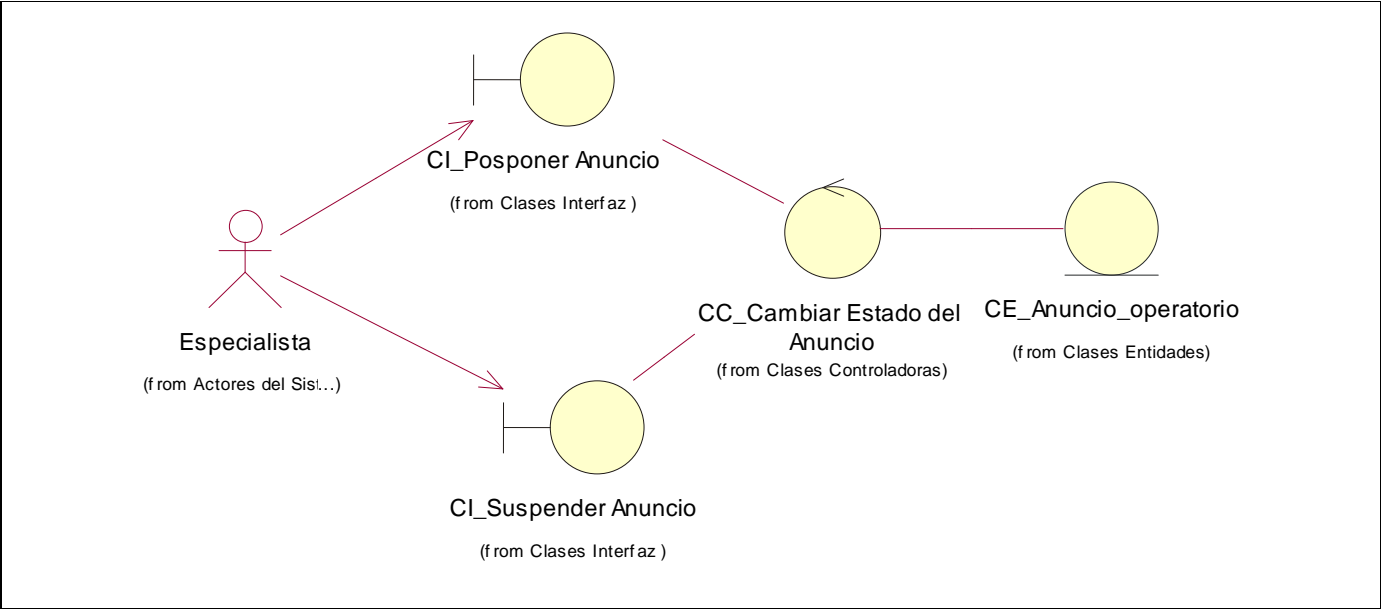 CI_Posponer Anuncio
(from Clases Interfaz)
Especialista
(from Actores del Sist...)
CC_Cambiar Estado del
Anuncio
(from Clases Controladoras)
CE_Anuncio_operatorio
(from Clases Entidades)
CI_Suspender Anuncio
(from Clases Interfaz)